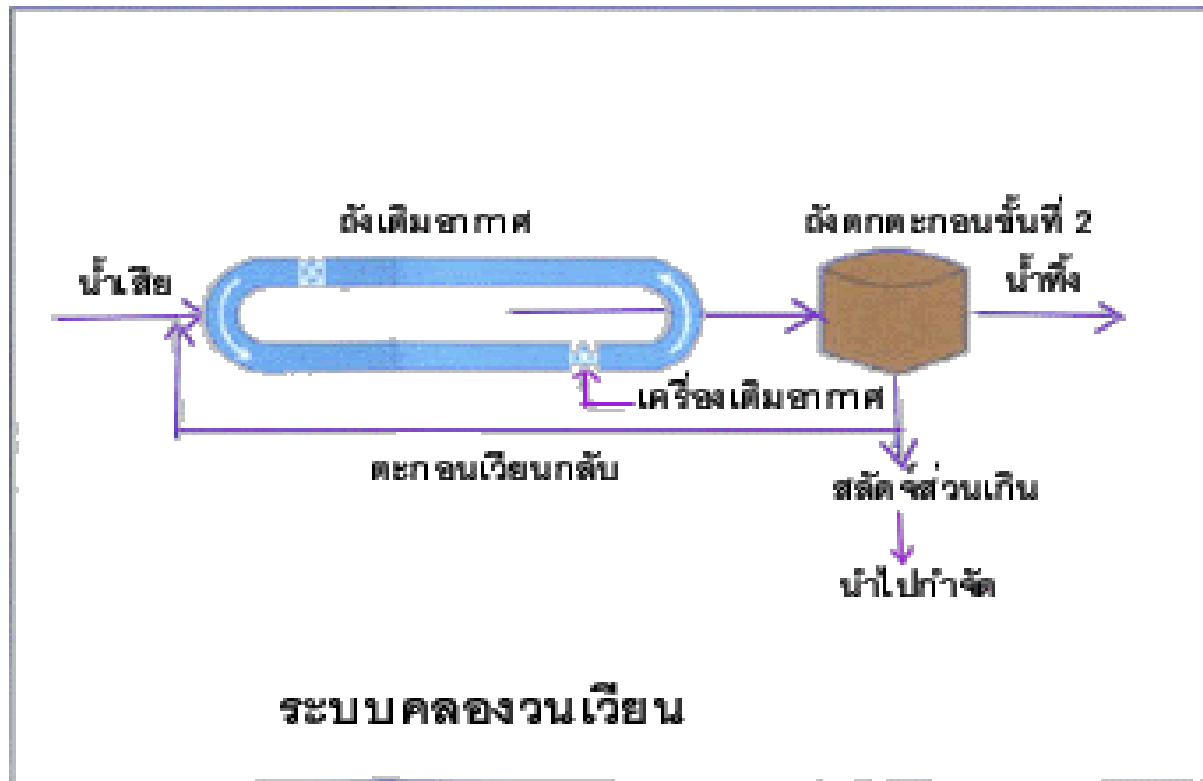 ถังเติมอากาศ
ถังตกตะกอนขั้นที่ 2
น้ำเสีย
น้ำทิ้ง
เครื่องเติมอากาศ
ตะกอนเวียนกลับ
สลัดจ์ส่วนเกิน
นำไปกำจัด
ระบบคลองวนเวียน